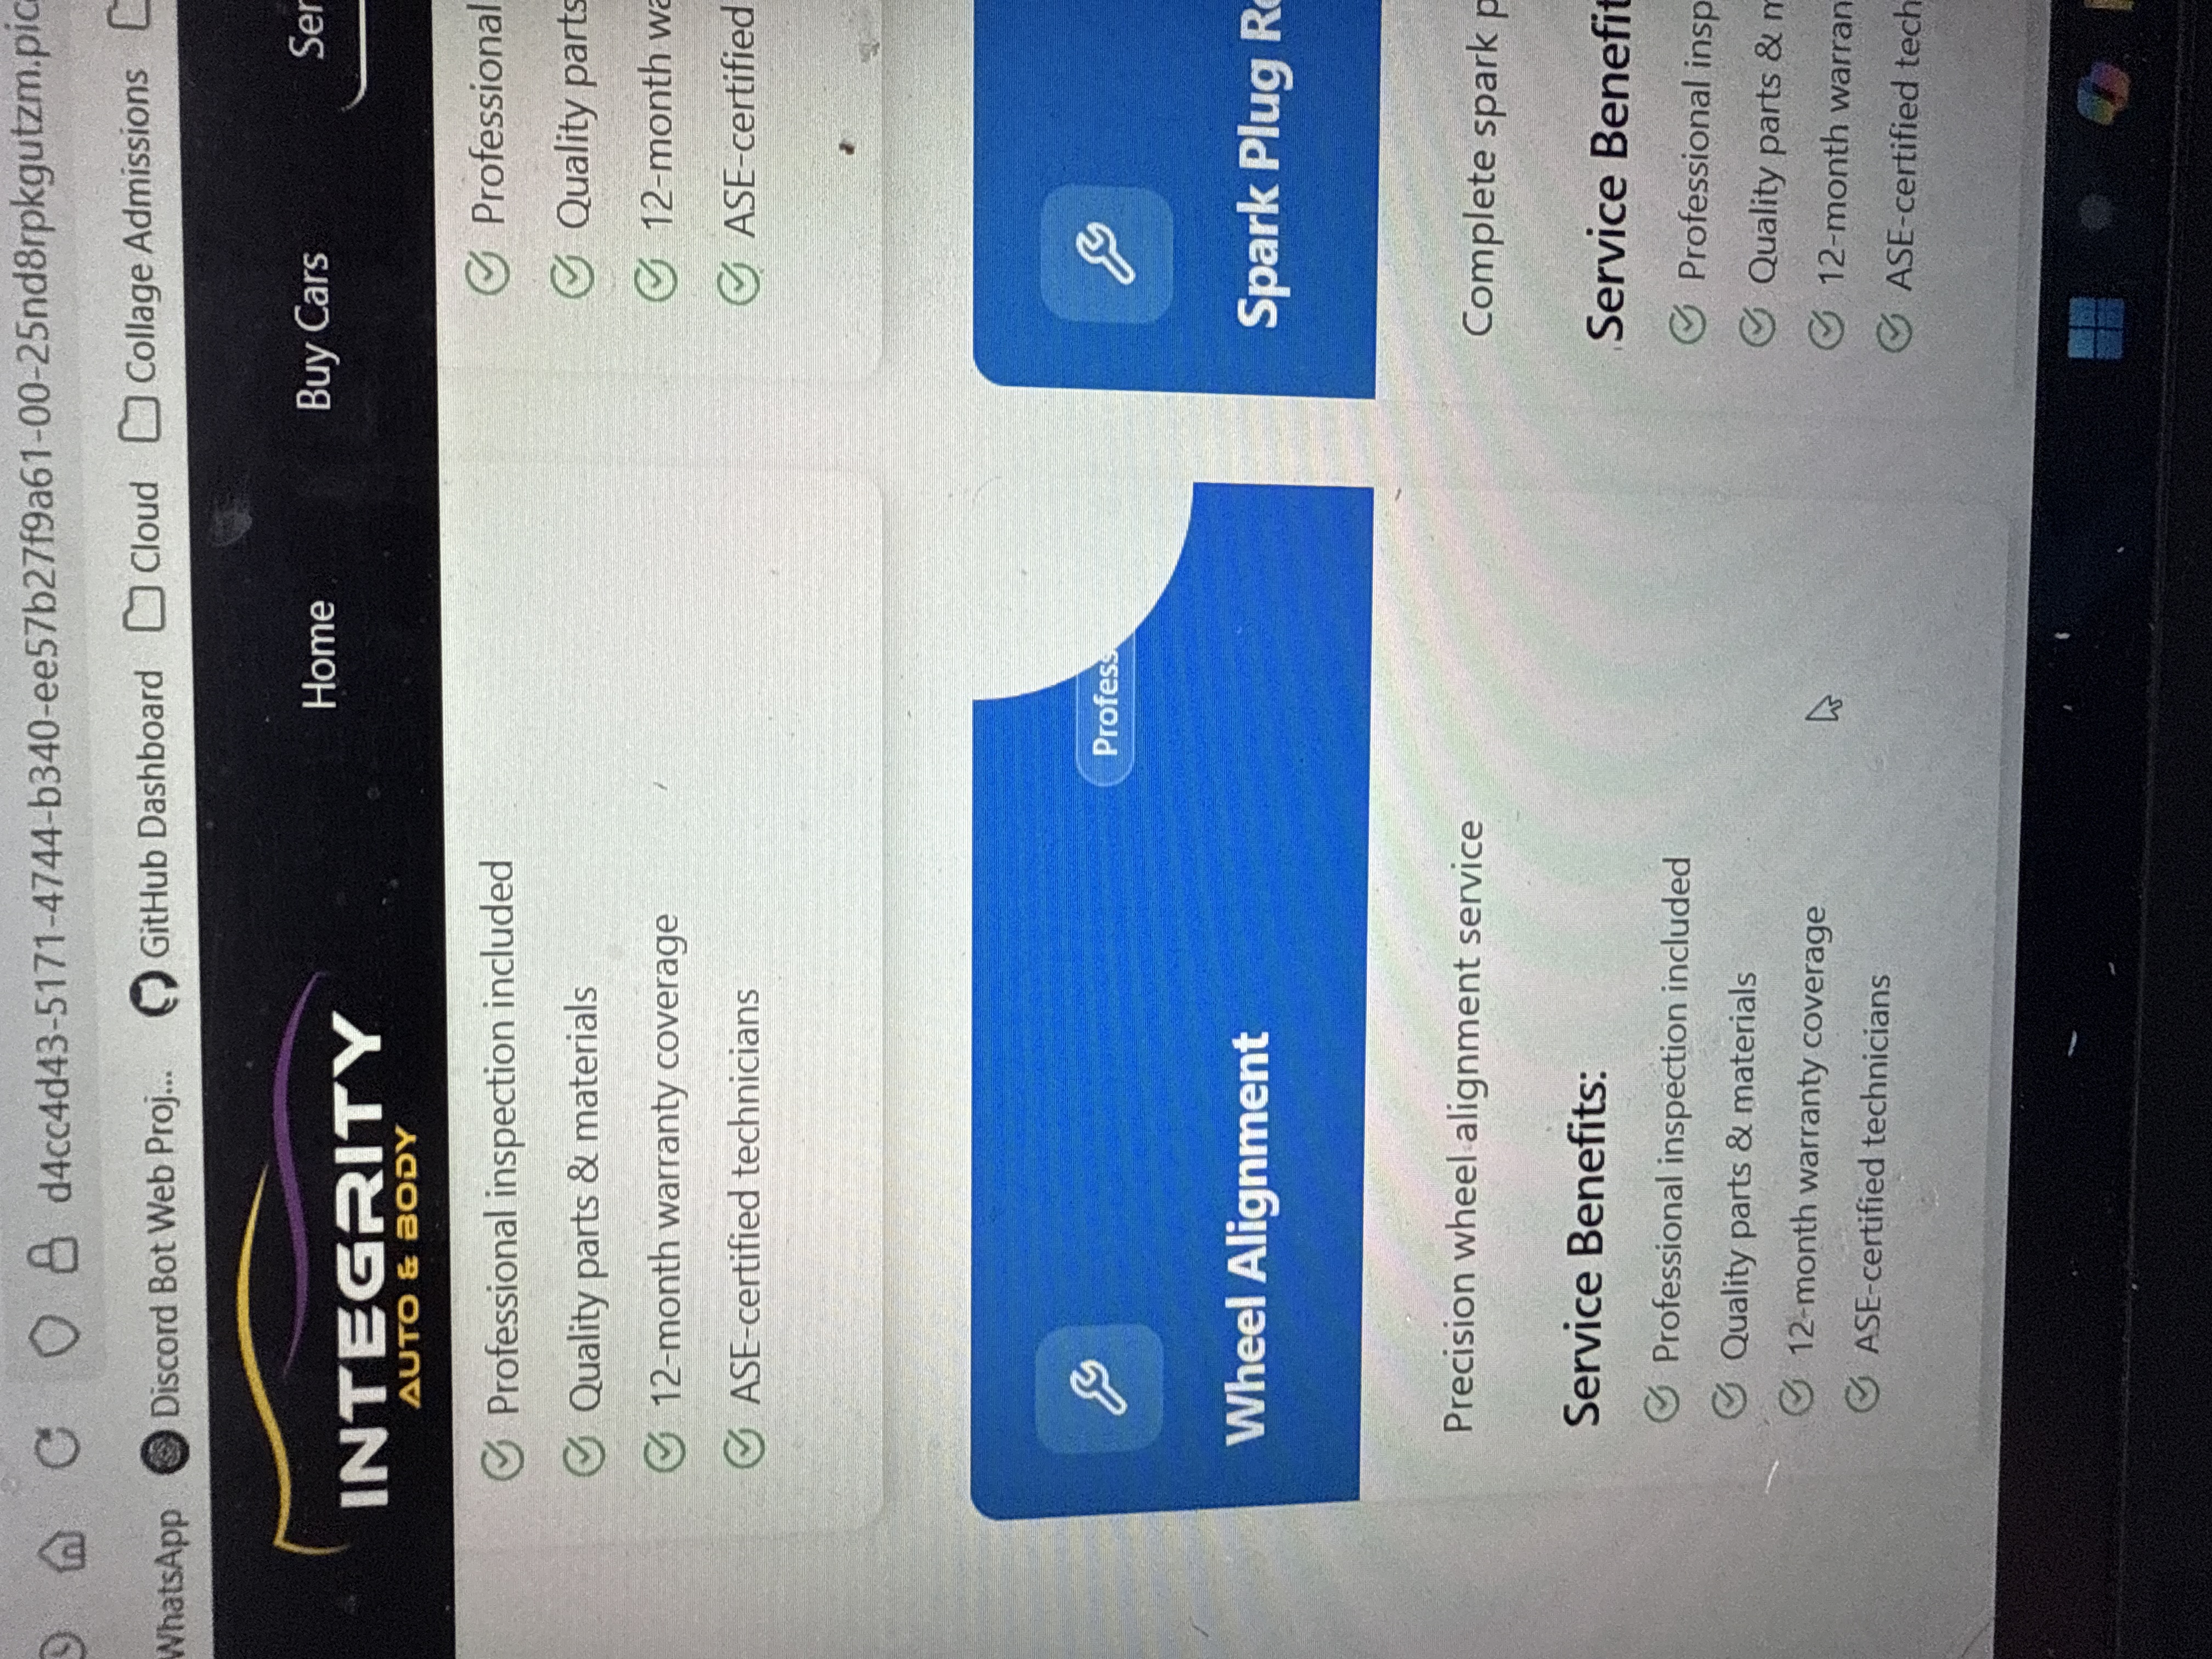 d4cc4d43-5171-4744-b340-ee57b27f9a61-00-25nd8rpkgutzm.pic
WhatsApp Discord Bot Web Proj... GitHub Dashboard Cloud Collage Admissions
INTEGRITY
AUTO & BODY
Home Buy Cars Ser
Professional inspection included
Quality parts & materials
12-month warranty coverage
ASE-certified technicians
Professional
Quality parts
12-month wa
ASE-certified
Profess
Wheel Alignment
Precision wheel alignment service
Service Benefits:
Professional inspection included
Quality parts & materials
12-month warranty coverage
ASE-certified technicians
Spark Plug Re
Complete spark p
Service Benefit
Professional insp
Quality parts & m
12-month warran
ASE-certified tech